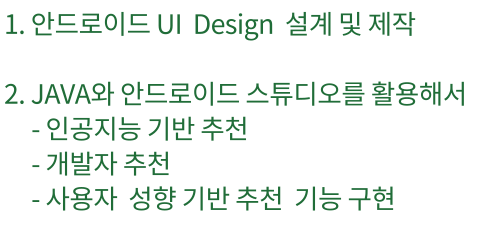 1. 안드로이드 UI Design 설계 및 제작
2. JAVA와 안드로이드 스튜디오를 활용해서
- 인공지능 기반 추천
- 개발자 추천
- 사용자 성향 기반 추천 기능 구현